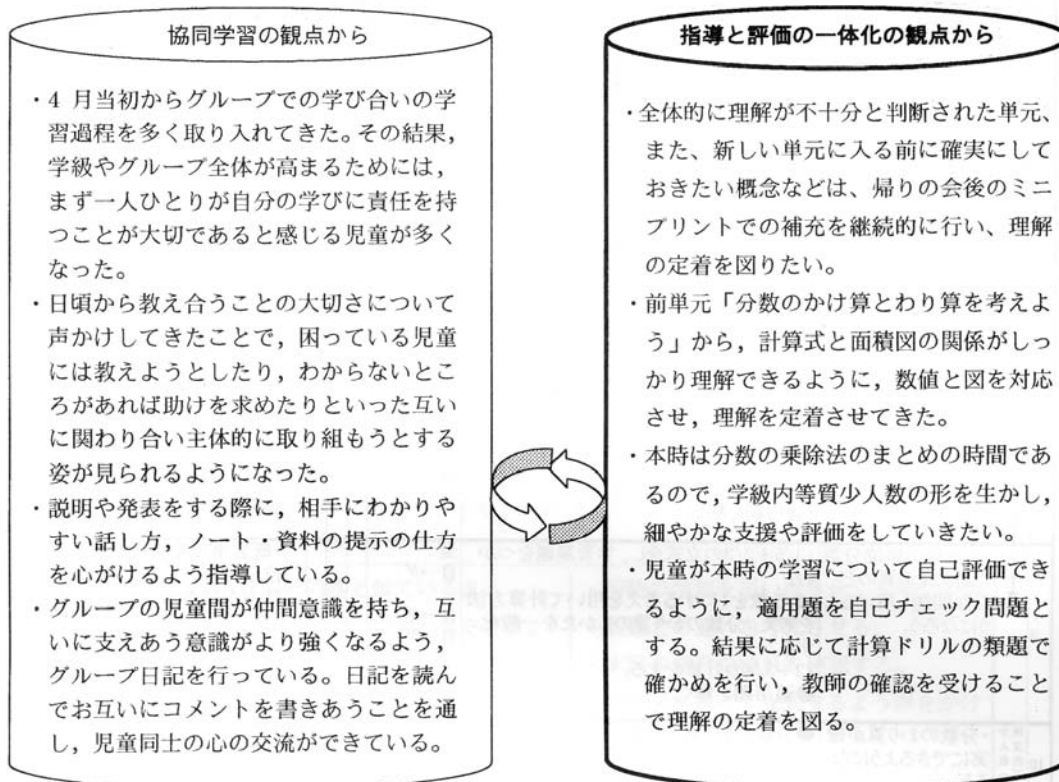 協同学習の観点から
・4 月当初からグループでの学び合いの学
習過程を多く取り入れてきた。その結果，
学級やグループ全体が高まるためには，
まず一人ひとりが自分の学びに責任を持
つことが大切であると感じる児童が多く
なった。
・日頃から教え合うことの大切さについて
声かけしてきたことで，困っている児童
には教えようとしたり，わからないとこ
ろがあれば助けを求めたりといった互い
に関わり合い主体的に取り組もうとする
姿が見られるようになった。
・説明や発表をする際に，相手にわかりや
すい話し方，ノート・資料の提示の仕方
を心がけるよう指導している。
・グループの児童間が仲間意識を持ち，互
いに支えあう意識がより強くなるよう，
グループ日記を行っている。日記を読ん
でお互いにコメントを書きあうことを通
し，児童同士の心の交流ができている。
指導と評価の一体化の観点から
・全体的に理解が不十分と判断された単元、
また、新しい単元に入る前に確実にして
おきたい概念などは、帰りの会後のミニ
プリントでの補充を継続的に行い、理解
の定着を図りたい。
・前単元「分数のかけ算とわり算を考えよ
う」から，計算式と面積図の関係がしっ
かり理解できるように，数値と図を対応
させ，理解を定着させてきた。
・本時は分数の乗除法のまとめの時間であ
るので，学級内等質少人数の形を生かし，
細やかな支援や評価をしていきたい。
・児童が本時の学習について自己評価でき
るように，適用題を自己チェック問題と
する。結果に応じて計算ドリルの類題で
確かめを行い，教師の確認を受けること
で理解の定着を図る。